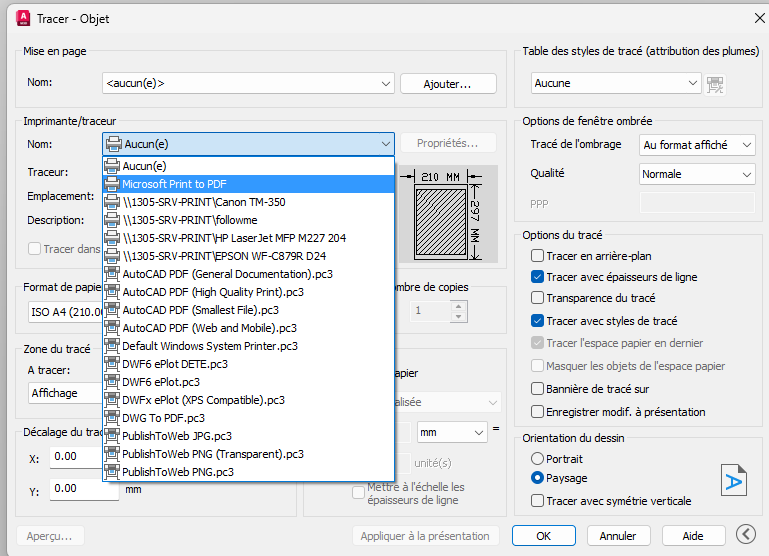 Tracer - Objet
Mise en page
Nom:
<aucun(e)>
Ajouter...
Table des styles de tracé (attribution des plumes)
Aucune
Imprimante/traceur
Nom:
Aucun(e)
Propriétés...
Traceur:
Emplacement:
Description:
Tracer dans
Aucun(e)
Microsoft Print to PDF
\\1305-SRV-PRINT\Canon TM-350
\\1305-SRV-PRINT\followme
\\1305-SRV-PRINT\HP LaserJet MFP M227 204
\\1305-SRV-PRINT\EPSON WF-C879R D24
AutoCAD PDF (General Documentation).pc3
AutoCAD PDF (High Quality Print).pc3
AutoCAD PDF (Smallest File).pc3
AutoCAD PDF (Web and Mobile).pc3
Default Windows System Printer.pc3
DWF6 ePlot DETE.pc3
DWF6 ePlot.pc3
DWFx ePlot (XPS Compatible).pc3
DWG To PDF.pc3
PublishToWeb JPG.pc3
PublishToWeb PNG (Transparent).pc3
PublishToWeb PNG.pc3
210 MM
297 MM
Format de papie
ISO A4 (210.0
ombre de copies
1
Zone du tracé
A tracer:
Affichage
apier
alisée
mm
=
unité(s)
Mettre à l'échelle les
épaisseurs de ligne
Décalage du trac
X:
0.00
Y:
0.00
mm
Options de fenêtre ombrée
Tracé de l'ombrage
Au format affiché
Qualité
Normale
PPP
Options du tracé
Tracer en arrière-plan
Tracer avec épaisseurs de ligne
Transparence du tracé
Tracer avec styles de tracé
Tracer l'espace papier en dernier
Masquer les objets de l'espace papier
Bannière de tracé sur
Enregistrer modif. à présentation
Orientation du dessin
Portrait
Paysage
Tracer avec symétrie verticale
A
Aperçu...
Appliquer à la présentation
OK
Annuler
Aide